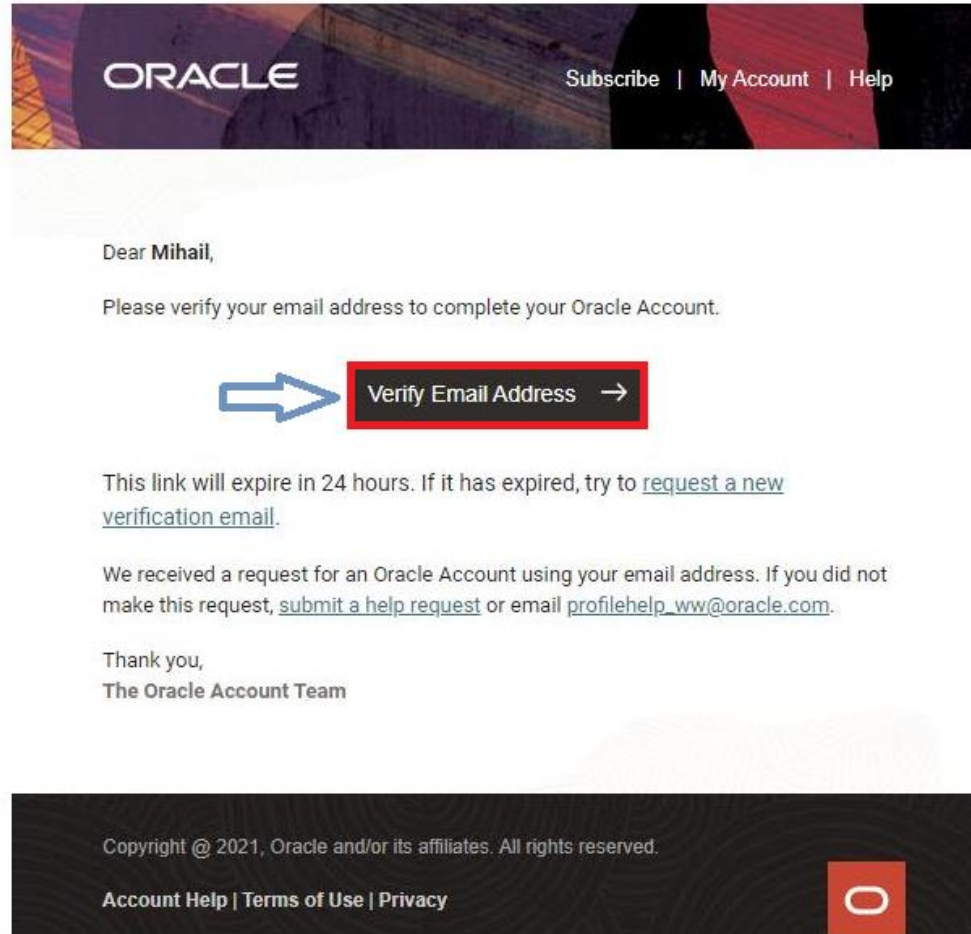 ORACLE
Subscribe | My Account | Help
Dear Mihail,
Please verify your email address to complete your Oracle Account.
Verify Email Address →
This link will expire in 24 hours. If it has expired, try to request a new
verification email.
We received a request for an Oracle Account using your email address. If you did not
make this request, submit a help request or email profilehelp_ww@oracle.com.
Thank you,
The Oracle Account Team
Copyright @ 2021, Oracle and/or its affiliates. All rights reserved.
Account Help | Terms of Use | Privacy